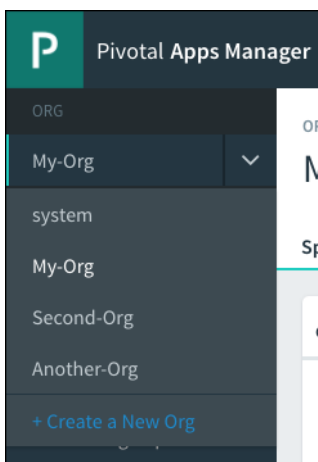 P
Pivotal Apps Manager
ORG
My-Org
system
My-Org
Second-Org
Another-Org
+ Create a New Org